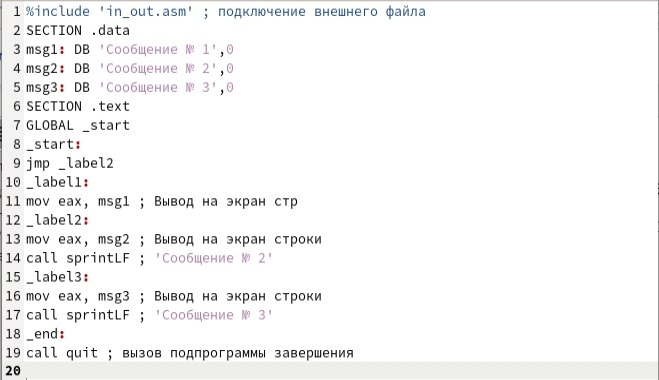 1 %include 'in_out.asm' ; подключение внешнего файла
2 SECTION .data
3 msg1: DB 'Сообщение № 1',0
4 msg2: DB 'Сообщение № 2',0
5 msg3: DB 'Сообщение № 3',0
6 SECTION .text
7 GLOBAL _start
8 _start:
9 jmp _label2
10 _label1:
11 mov eax, msg1 ; Вывод на экран стр
12 _label2:
13 mov eax, msg2 ; Вывод на экран строки
14 call sprintLF ; 'Сообщение № 2'
15 _label3:
16 mov eax, msg3 ; Вывод на экран строки
17 call sprintLF ; 'Сообщение № 3'
18 _end:
19 call quit ; вызов подпрограммы завершения
20